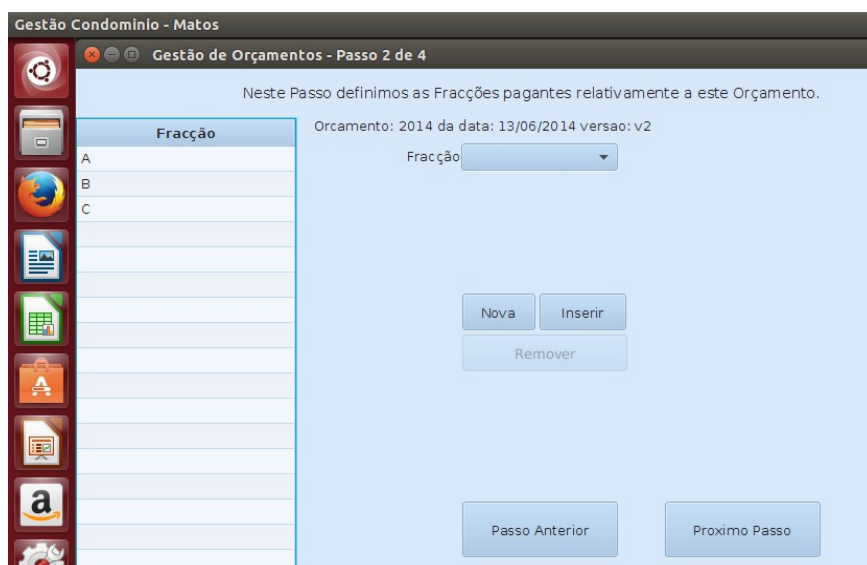 Gestão Condominio - Matos
Gestão de Orçamentos - Passo 2 de 4
Neste Passo definimos as Fracções pagantes relativamente a este Orçamento.
Orcamento: 2014 da data: 13/06/2014 versao: v2
Fracção
Fracção
A
B
C
Nova Inserir
Remover
Passo Anterior Proximo Passo